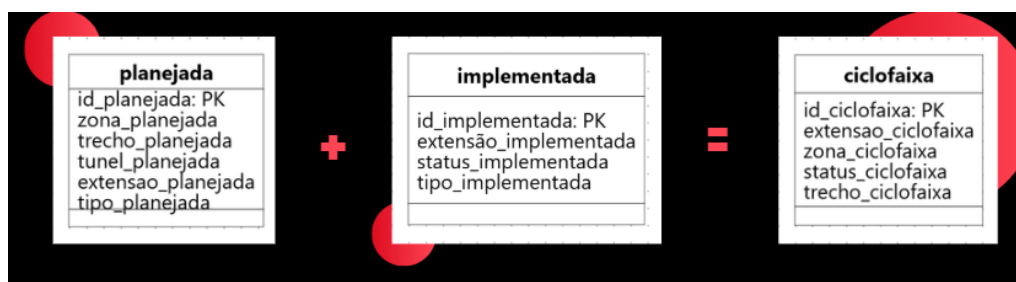 planejada
id_planejada: PK
zona_planejada
trecho_planejada
tunel_planejada
extensao_planejada
tipo_planejada
+
implementada
id_implementada: PK
extensão_implementada
status_implementada
tipo_implementada
=
ciclofaixa
id_ciclofaixa: PK
extensao_ciclofaixa
zona_ciclofaixa
status_ciclofaixa
trecho_ciclofaixa